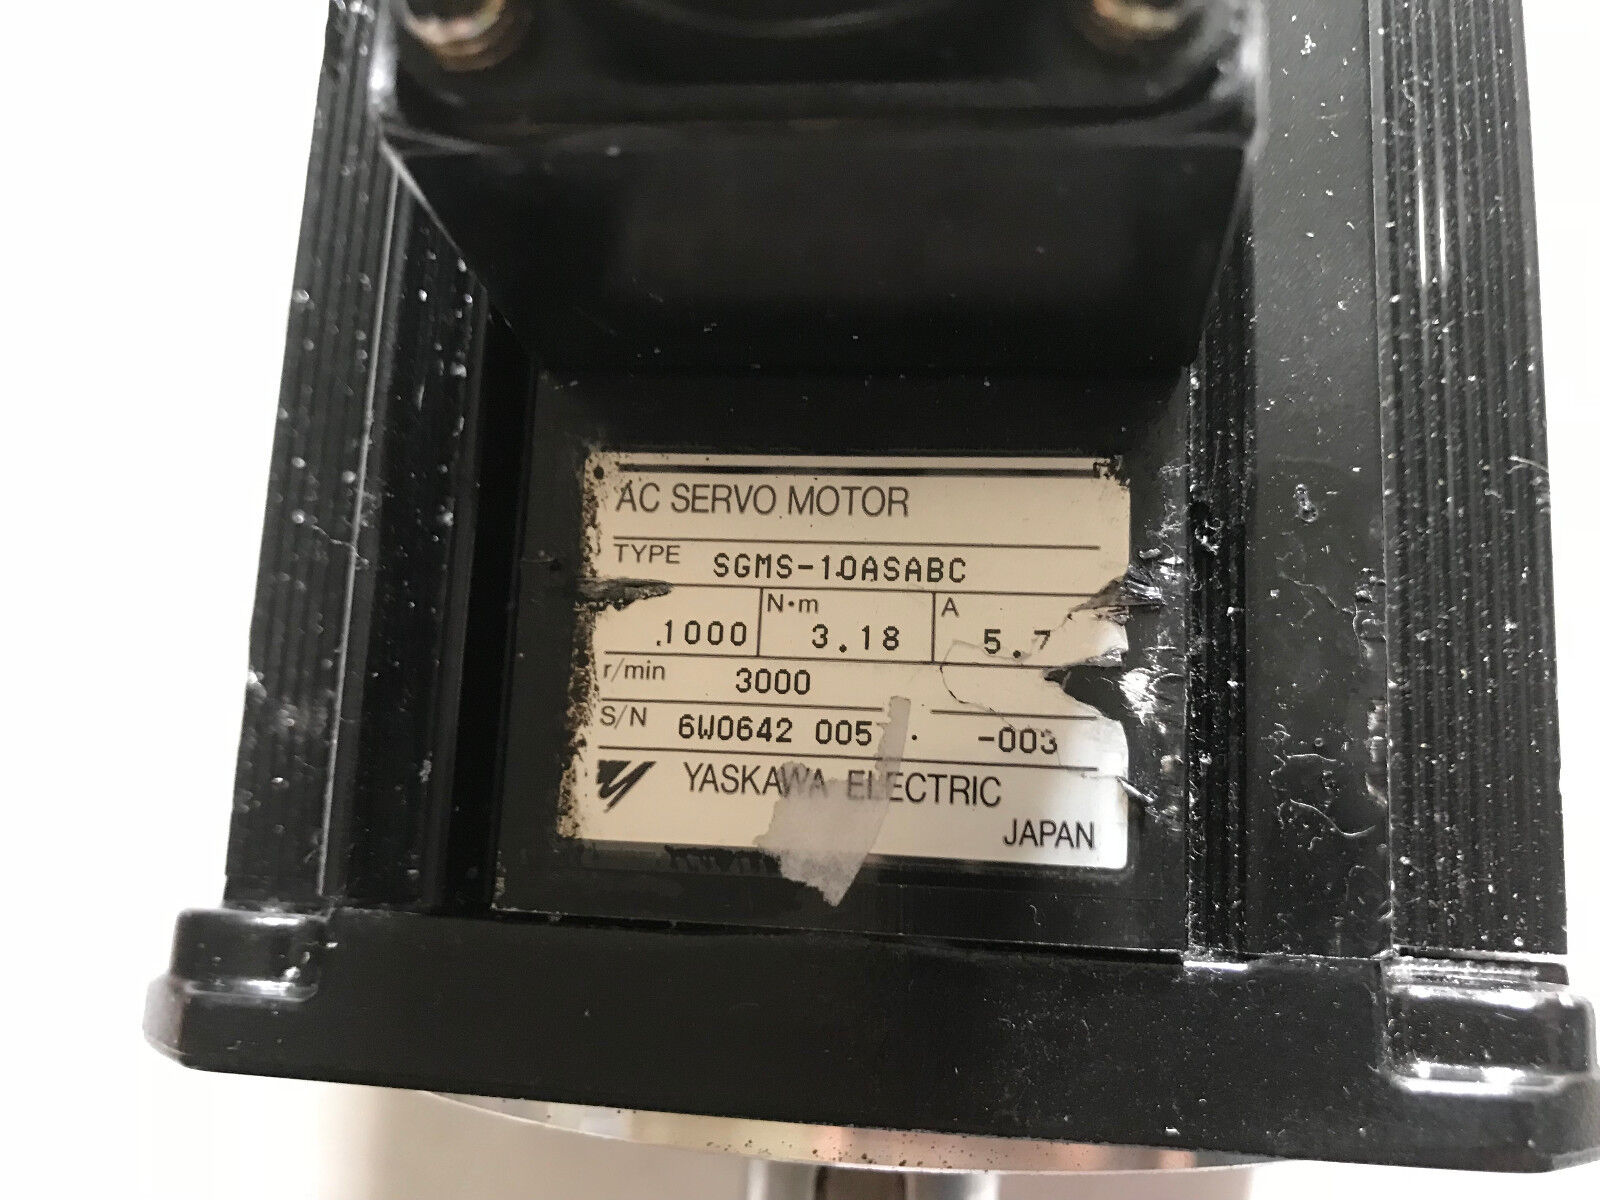 AC SERVO MOTOR
TYPE SGMS-10ASABC
N·m A
1000 3.18 5.7
r/min 3000
S/N 6W0642 005 -003
YASKAWA ELECTRIC
JAPAN